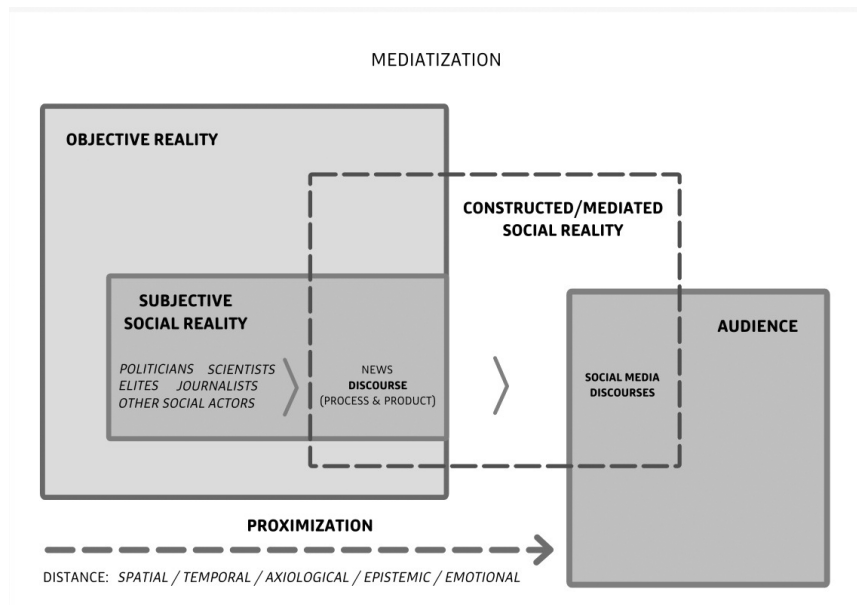 MEDIATIZATION
OBJECTIVE REALITY
CONSTRUCTED/MEDIATED
SOCIAL REALITY
SUBJECTIVE
SOCIAL REALITY
POLITICIANS SCIENTISTS
ELITES JOURNALISTS
OTHER SOCIAL ACTORS
NEWS
DISCOURSE
(PROCESS & PRODUCT)
AUDIENCE
SOCIAL MEDIA
DISCOURSES
PROXIMIZATION
DISTANCE: SPATIAL / TEMPORAL / AXIOLOGICAL / EPISTEMIC / EMOTIONAL